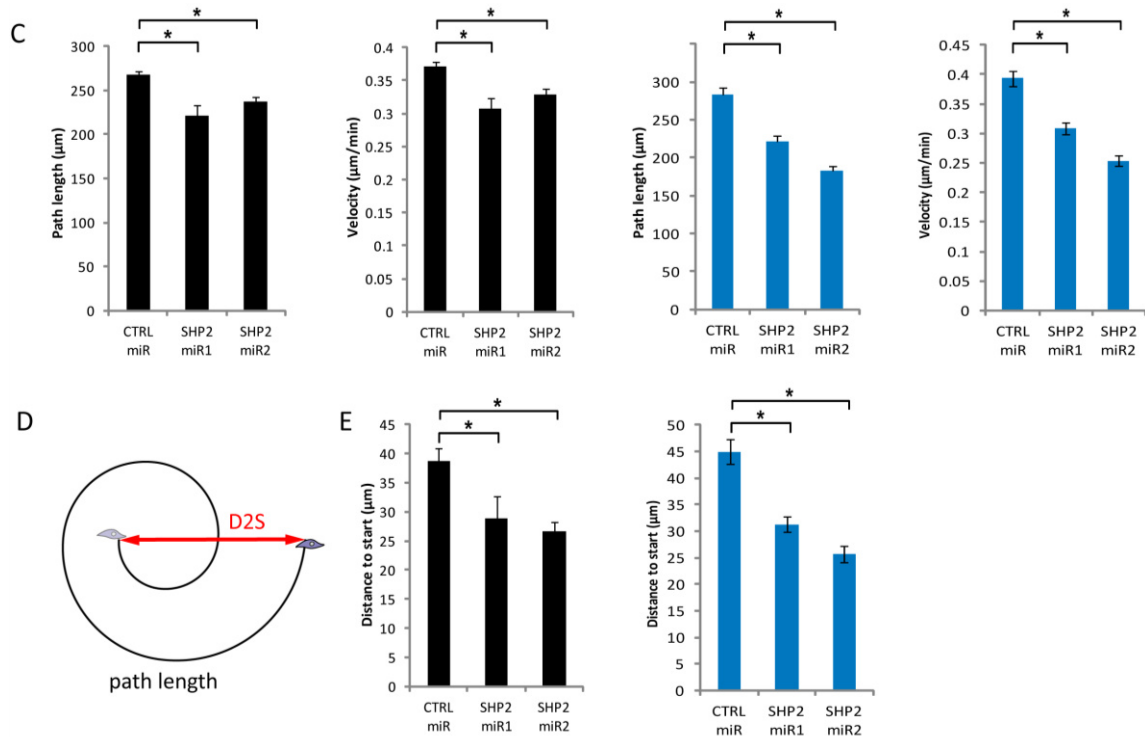 C
*
*
300
250
200
150
100
50
0
Path length (μm)
CTRL miR
SHP2 miR1
SHP2 miR2
*
*
0.4
0.35
0.3
0.25
0.2
0.15
0.1
0.05
0
Velocity (μm/min)
CTRL miR
SHP2 miR1
SHP2 miR2
*
*
300
250
200
150
100
50
0
Path length (μm)
CTRL miR
SHP2 miR1
SHP2 miR2
*
*
0.45
0.4
0.35
0.3
0.25
0.2
0.15
0.1
0.05
0
Velocity (μm/min)
CTRL miR
SHP2 miR1
SHP2 miR2
D
D2S
path length
E
*
*
45
40
35
30
25
20
15
10
5
0
Distance to start (μm)
CTRL miR
SHP2 miR1
SHP2 miR2
*
*
50
45
40
35
30
25
20
15
10
5
0
Distance to start (μm)
CTRL miR
SHP2 miR1
SHP2 miR2